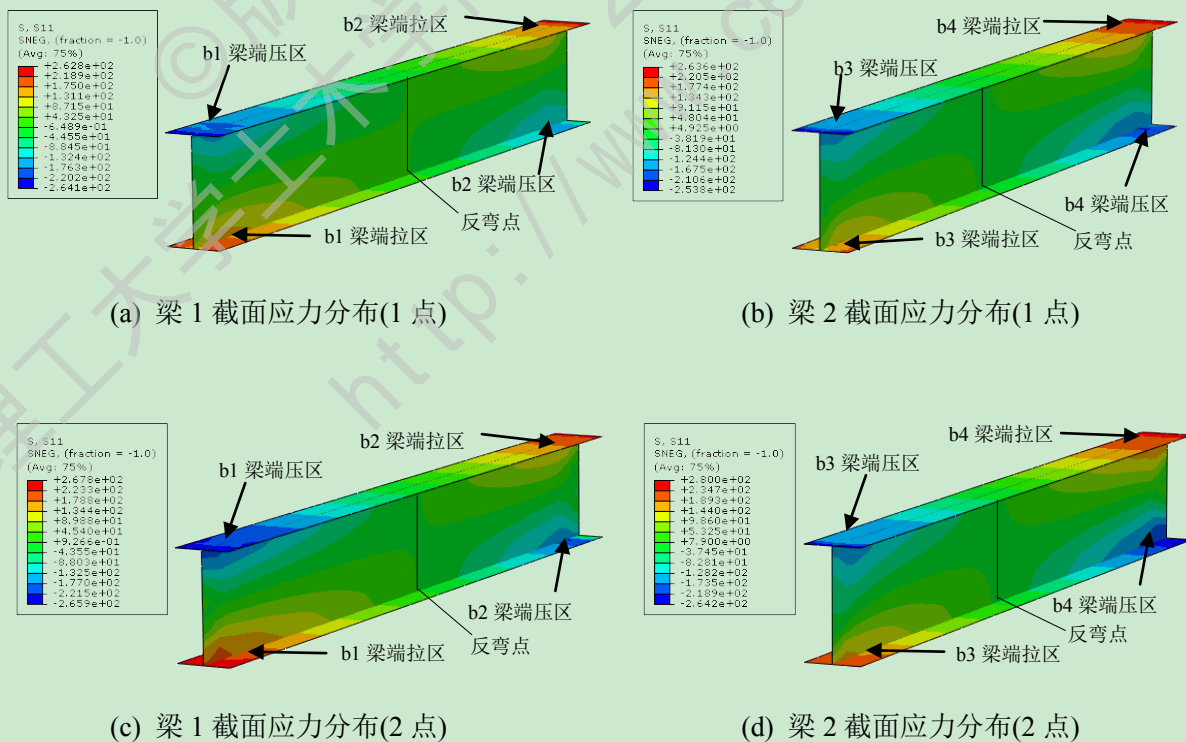 S, S11
SNEG, (fraction = -1.0)
(Avg: 75%)
+2.628e+02
+2.189e+02
+1.750e+02
+1.311e+02
+8.715e+01
+4.325e+01
-6.489e-01
-4.455e+01
-8.845e+01
-1.324e+02
-1.763e+02
-2.202e+02
-2.641e+02
b1 梁端压区
b2 梁端拉区
b2 梁端压区
反弯点
b1 梁端拉区
(a) 梁 1 截面应力分布(1 点)
S, S11
SNEG, (fraction = -1.0)
(Avg: 75%)
+2.636e+02
+2.205e+02
+1.774e+02
+1.343e+02
+9.115e+01
+4.804e+01
+4.925e+00
-3.819e+01
-8.130e+01
-1.244e+02
-1.675e+02
-2.106e+02
-2.538e+02
b4 梁端拉区
b3 梁端压区
b4 梁端压区
反弯点
b3 梁端拉区
(b) 梁 2 截面应力分布(1 点)
S, S11
SNEG, (fraction = -1.0)
(Avg: 75%)
+2.678e+02
+2.233e+02
+1.788e+02
+1.344e+02
+8.988e+01
+4.540e+01
+9.266e-01
-4.355e+01
-8.803e+01
-1.325e+02
-1.770e+02
-2.215e+02
-2.659e+02
b2 梁端拉区
b1 梁端压区
b2 梁端压区
反弯点
b1 梁端拉区
(c) 梁 1 截面应力分布(2 点)
S, S11
SNEG, (fraction = -1.0)
(Avg: 75%)
+2.800e+02
+2.347e+02
+1.893e+02
+1.440e+02
+9.860e+01
+5.325e+01
+7.900e+00
-3.745e+01
-8.281e+01
-1.282e+02
-1.735e+02
-2.189e+02
-2.642e+02
b4 梁端拉区
b3 梁端压区
b4 梁端压区
反弯点
b3 梁端拉区
(d) 梁 2 截面应力分布(2 点)
理工大学土木学
http://www.c